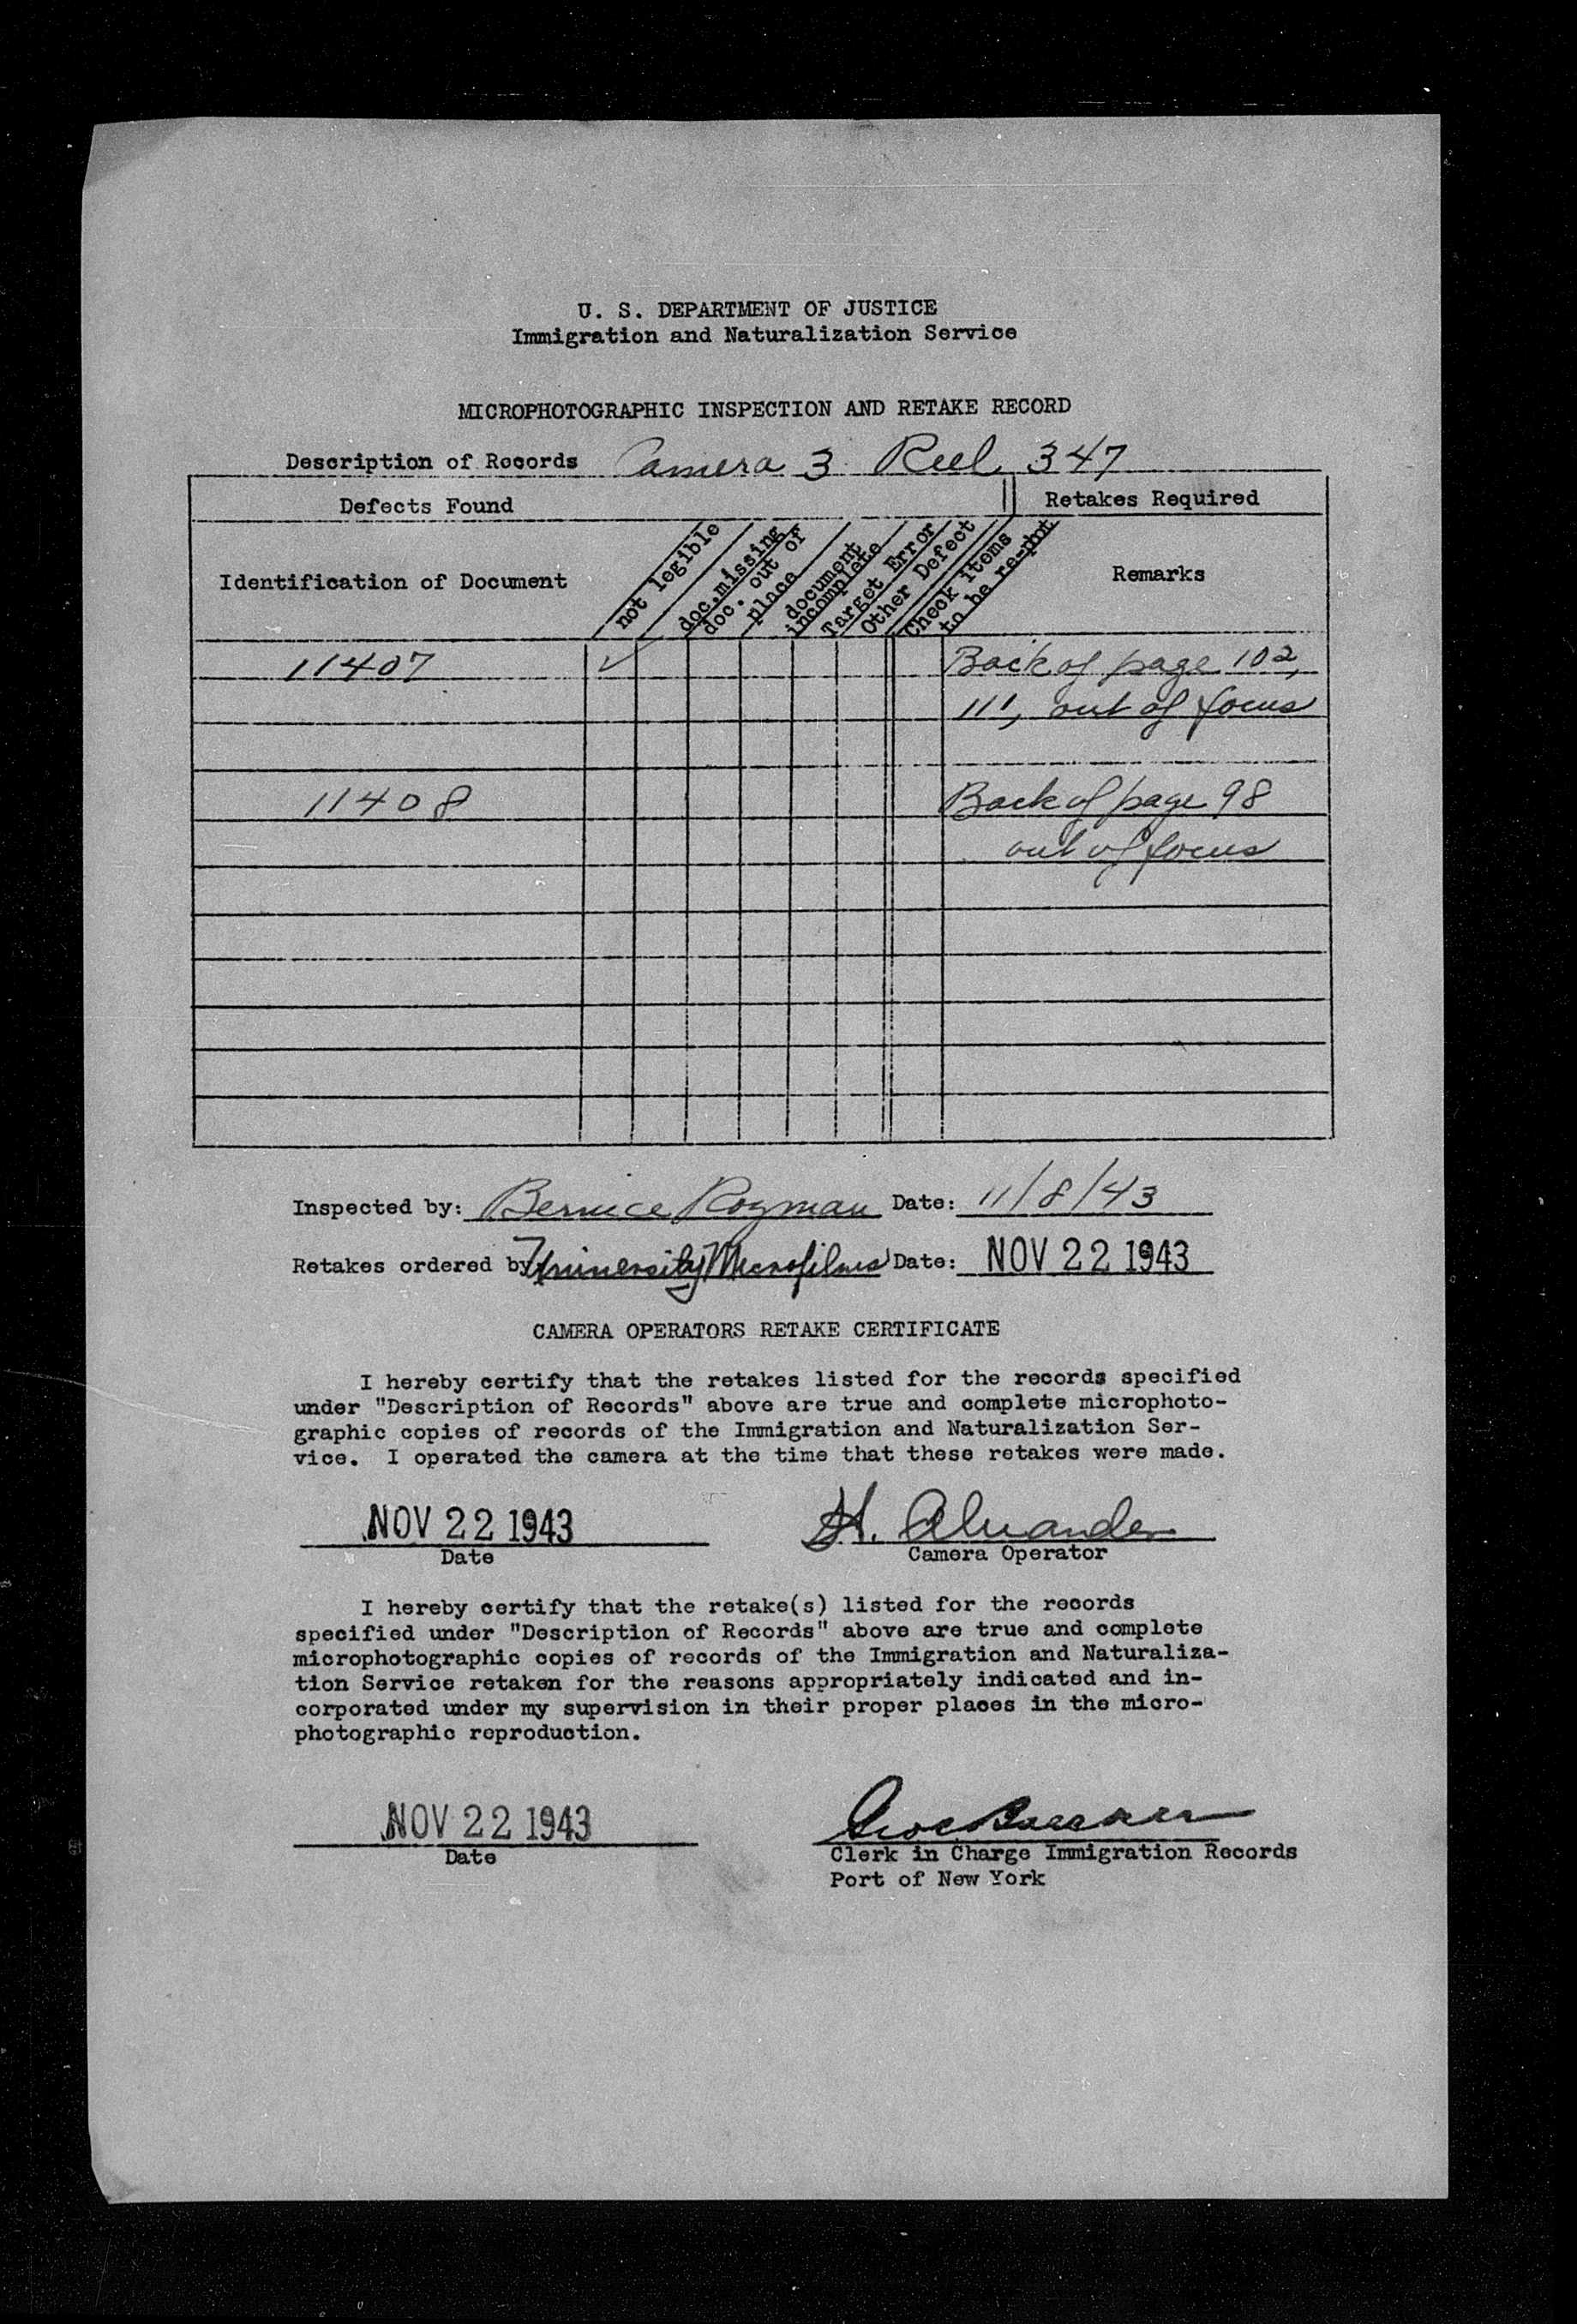 U. S. DEPARTMENT OF JUSTICE
Immigration and Naturalization Service
MICROPHOTOGRAPHIC INSPECTION AND RETAKE RECORD
Description of Records Camera 3 Reel 347
Defects Found
Retakes Required
Identification of Document
not legible
doc.missing
doc. out of
place
document
incomplete
Target Error
Other Defect
Check items
to be re-phot
Remarks
11407 ✓ Back of page 102,
111, out of focus
11408 Back of page 98
out of focus
Inspected by: Bernice Rozman Date: 11/8/43
Retakes ordered by University Microfilms Date: NOV 22 1943
CAMERA OPERATORS RETAKE CERTIFICATE
I hereby certify that the retakes listed for the records specified
under "Description of Records" above are true and complete microphoto-
graphic copies of records of the Immigration and Naturalization Ser-
vice. I operated the camera at the time that these retakes were made.
NOV 22 1943 H. Alexander
Date Camera Operator
I hereby certify that the retake(s) listed for the records
specified under "Description of Records" above are true and complete
microphotographic copies of records of the Immigration and Naturaliza-
tion Service retaken for the reasons appropriately indicated and in-
corporated under my supervision in their proper places in the micro-
photographic reproduction.
NOV 22 1943
Date Clerk in Charge Immigration Records
Port of New York